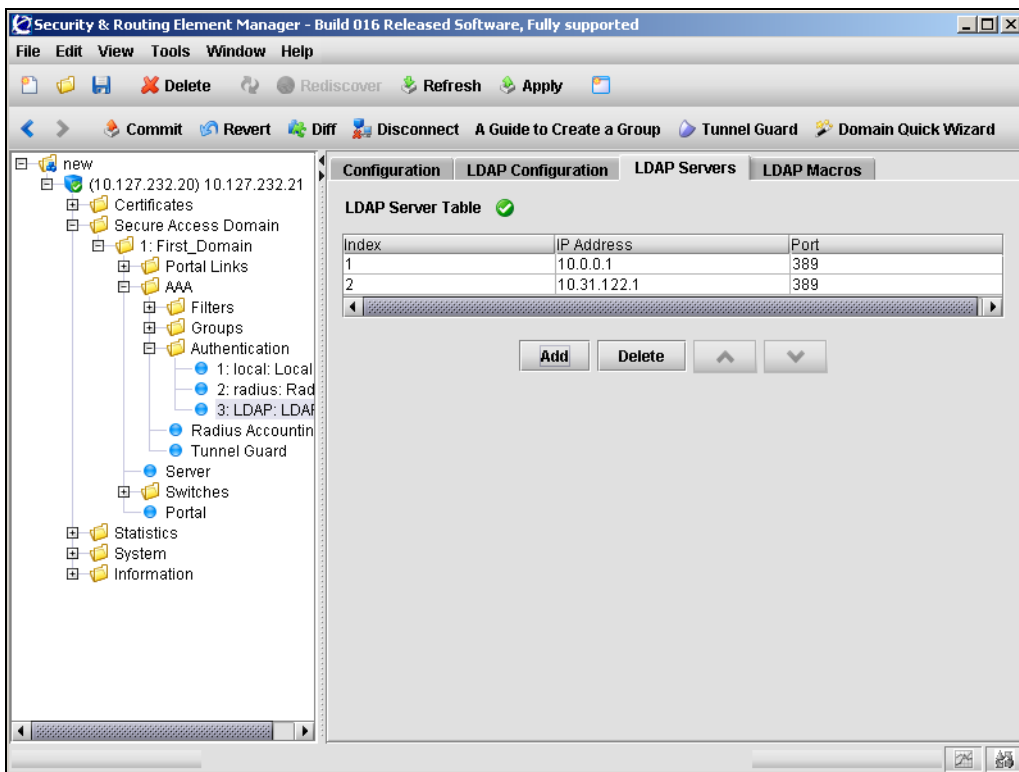 Security & Routing Element Manager - Build 016 Released Software, Fully supported
File Edit View Tools Window Help
Delete Rediscover Refresh Apply
Commit Revert Diff Disconnect A Guide to Create a Group Tunnel Guard Domain Quick Wizard
new
(10.127.232.20) 10.127.232.21
Certificates
Secure Access Domain
1: First_Domain
Portal Links
AAA
Filters
Groups
Authentication
1: local: Local
2: radius: Rad
3: LDAP: LDAP
Radius Accountin
Tunnel Guard
Server
Switches
Portal
Statistics
System
Information
Configuration LDAP Configuration LDAP Servers LDAP Macros
LDAP Server Table
Index IP Address Port
1 10.0.0.1 389
2 10.31.122.1 389
Add Delete